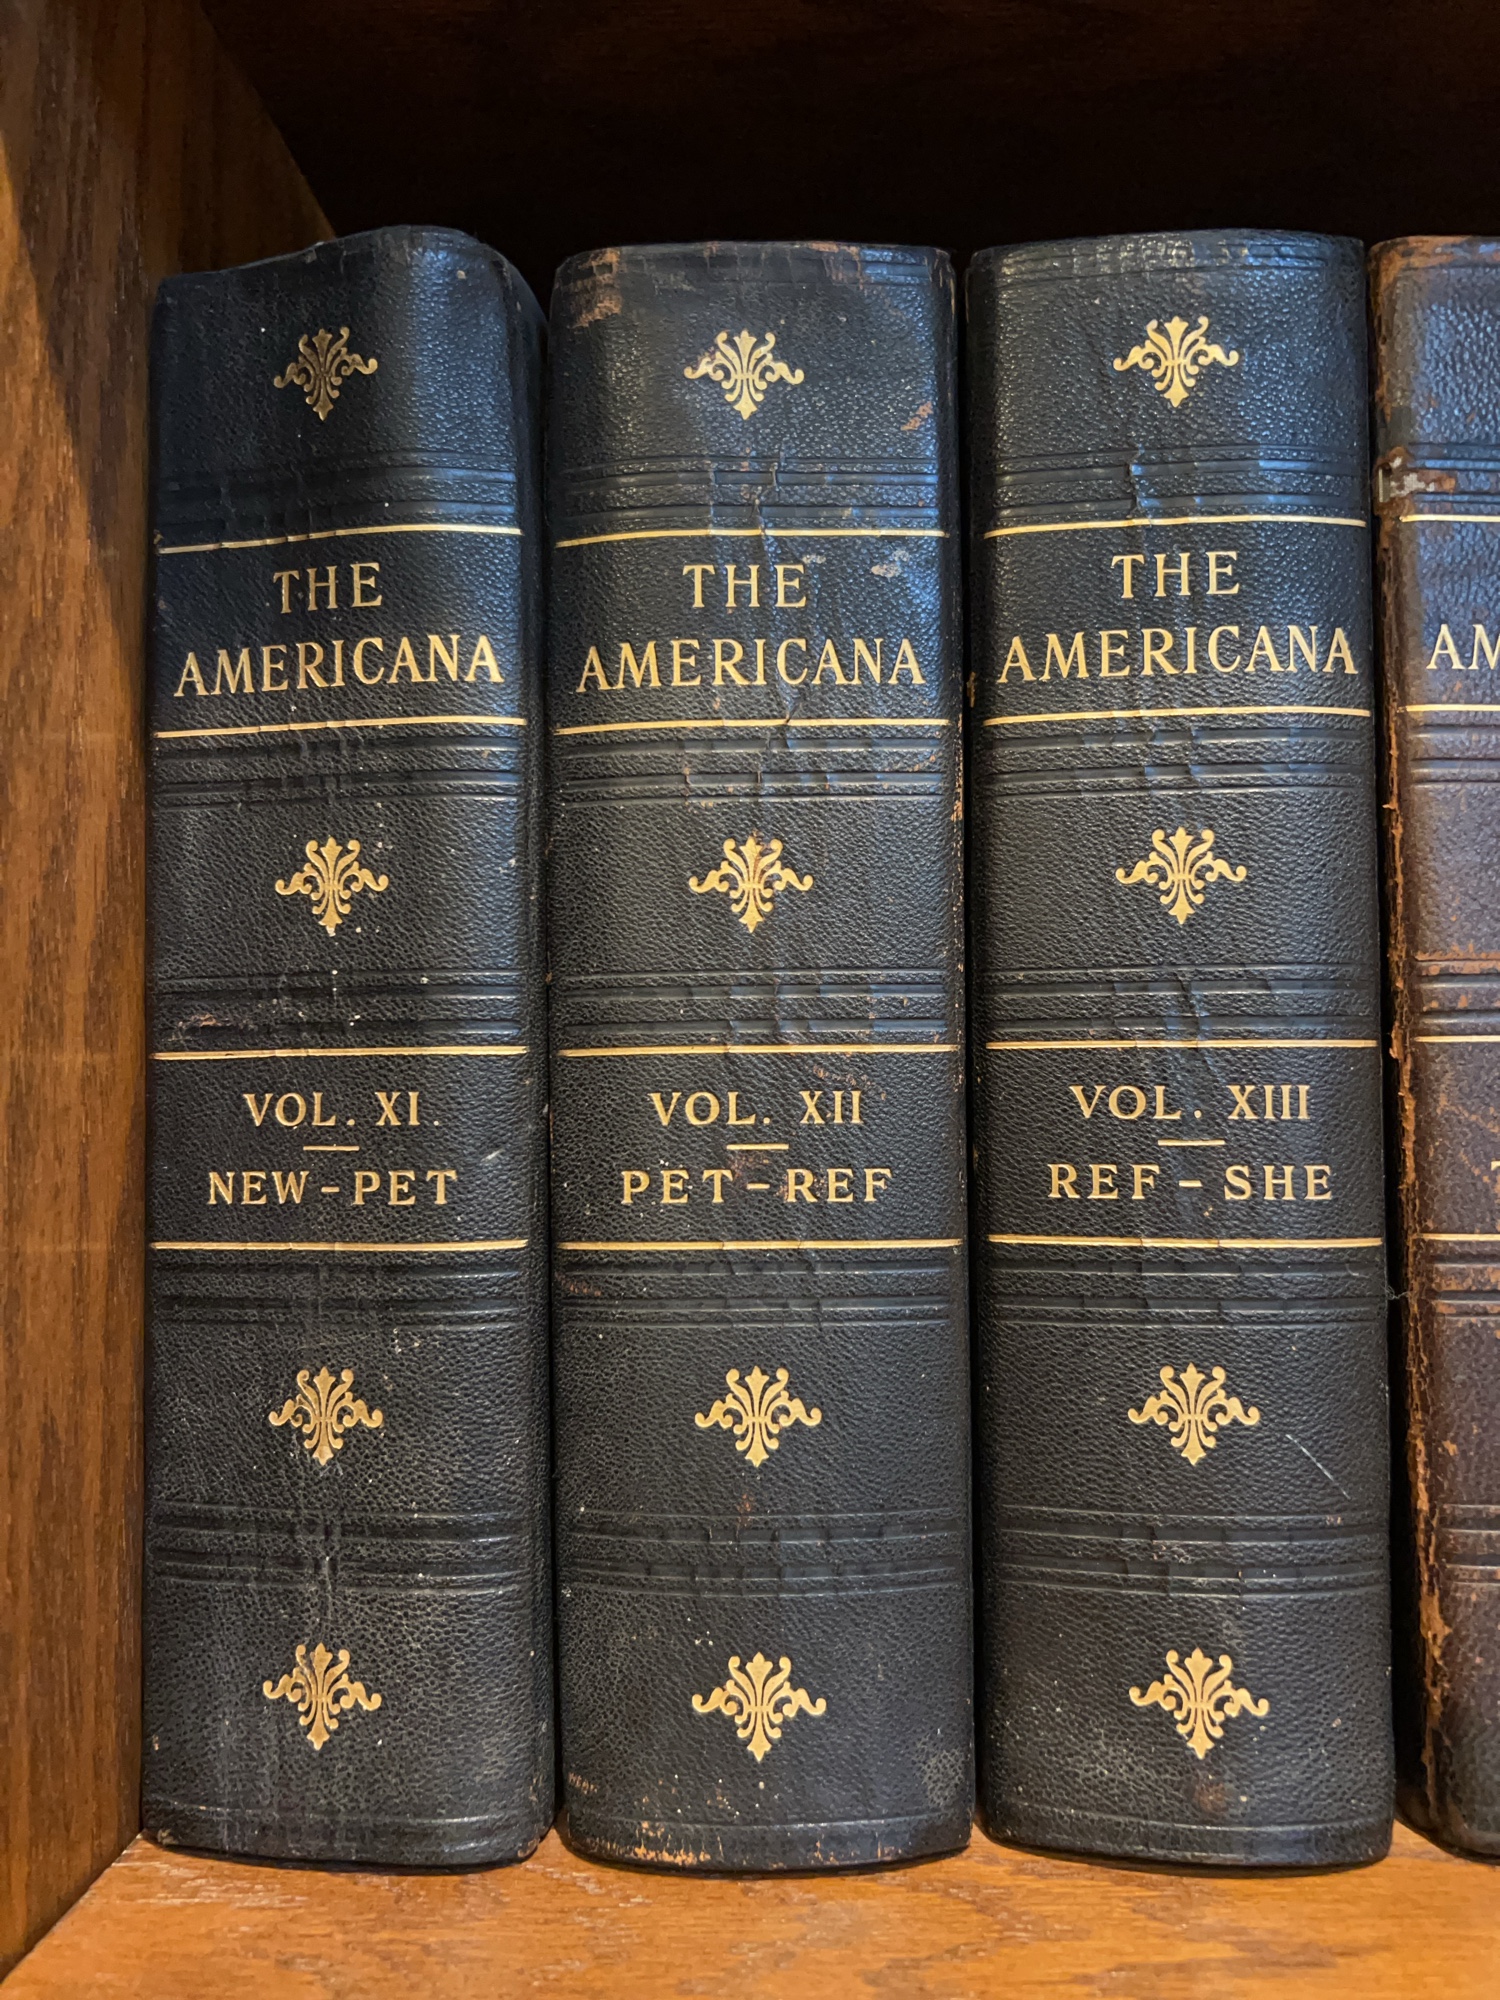 THE
AMERICANA
VOL. XI.
NEW-PET
THE
AMERICANA
VOL. XII
PET-REF
THE
AMERICANA
VOL. XIII
REF-SHE